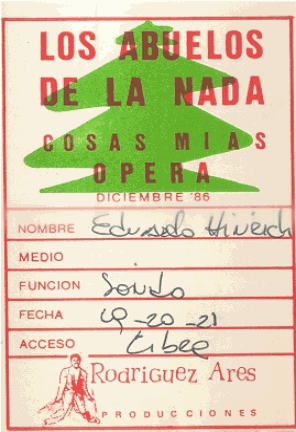 LOS ABUELOS
DE LA NADA
COSAS MIAS
OPERA
DICIEMBRE '86
NOMBRE Eduardo
MEDIO
FUNCION Sonido
FECHA 19-20-21
ACCESO Libre
Rodriguez Ares
PRODUCCIONES